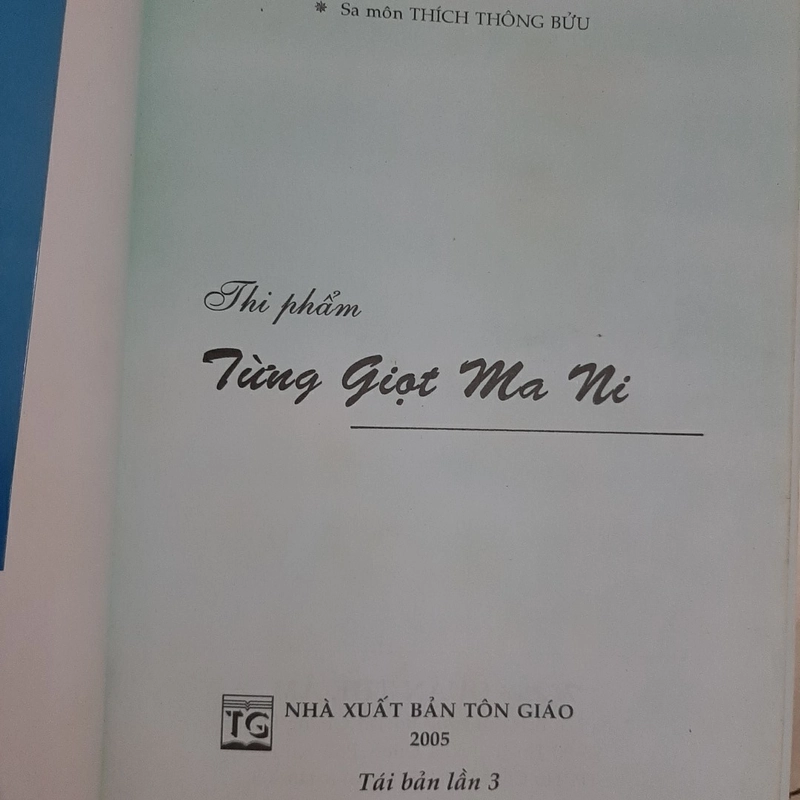 * Sa môn THÍCH THÔNG BỬU
Thi phẩm
Từng Giọt Ma Ni
TG
NHÀ XUẤT BẢN TÔN GIÁO
2005
Tái bản lần 3